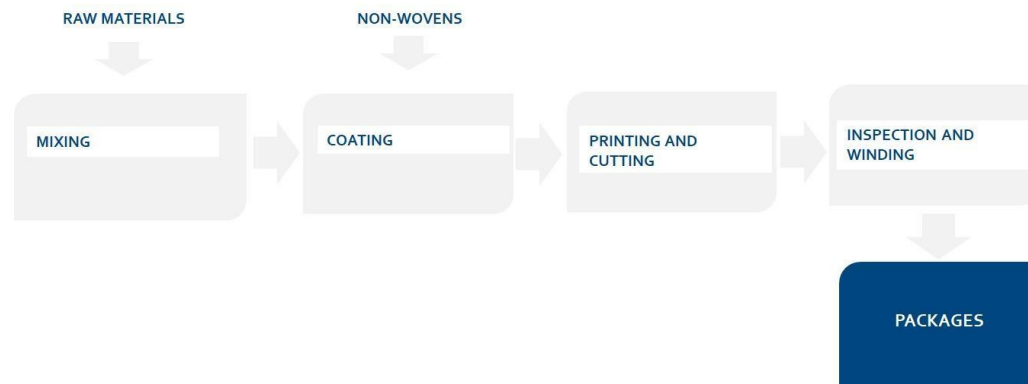 RAW MATERIALS
NON-WOVENS
MIXING
COATING
PRINTING AND
CUTTING
INSPECTION AND
WINDING
PACKAGES